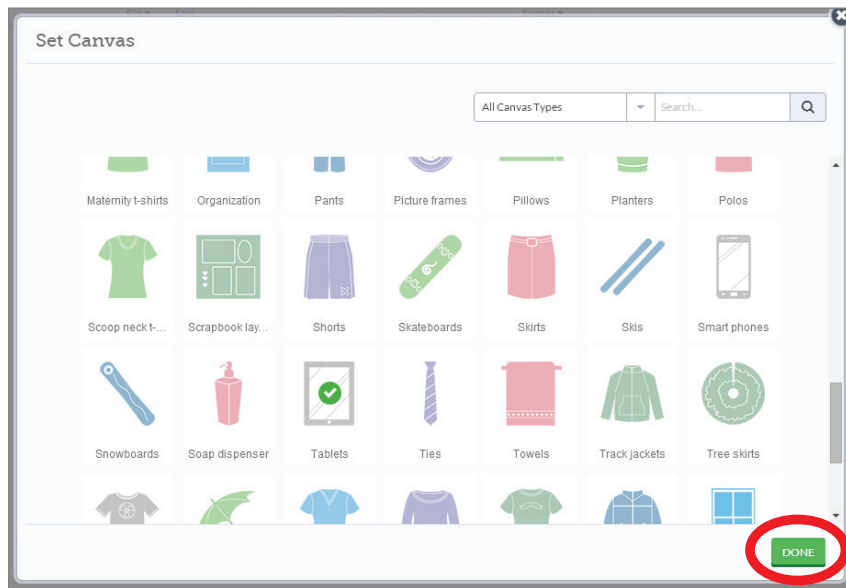 Set Canvas
All Canvas Types
Search...
Maternity t-shirts Organization Pants Picture frames Pillows Planters Polos
Scoop neck t-... Scrapbook lay... Shorts Skateboards Skirts Skis Smart phones
Snowboards Soap dispenser Tablets Ties Towels Track jackets Tree skirts
DONE